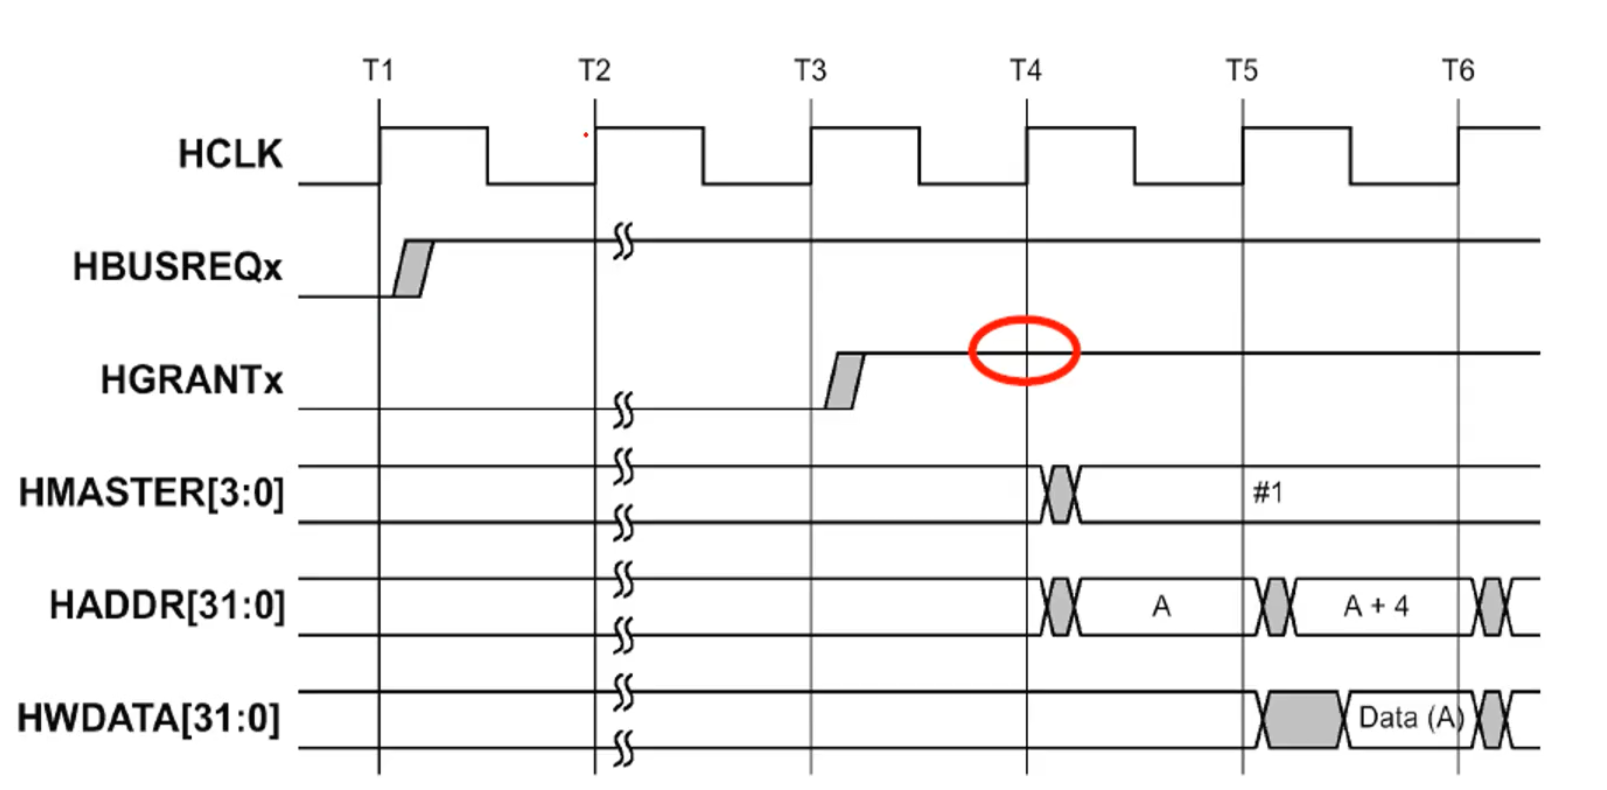 T1 T2 T3 T4 T5 T6
HCLK
HBUSREQx
HGRANTx
HMASTER[3:0] #1
HADDR[31:0] A A + 4
HWDATA[31:0] Data (A)